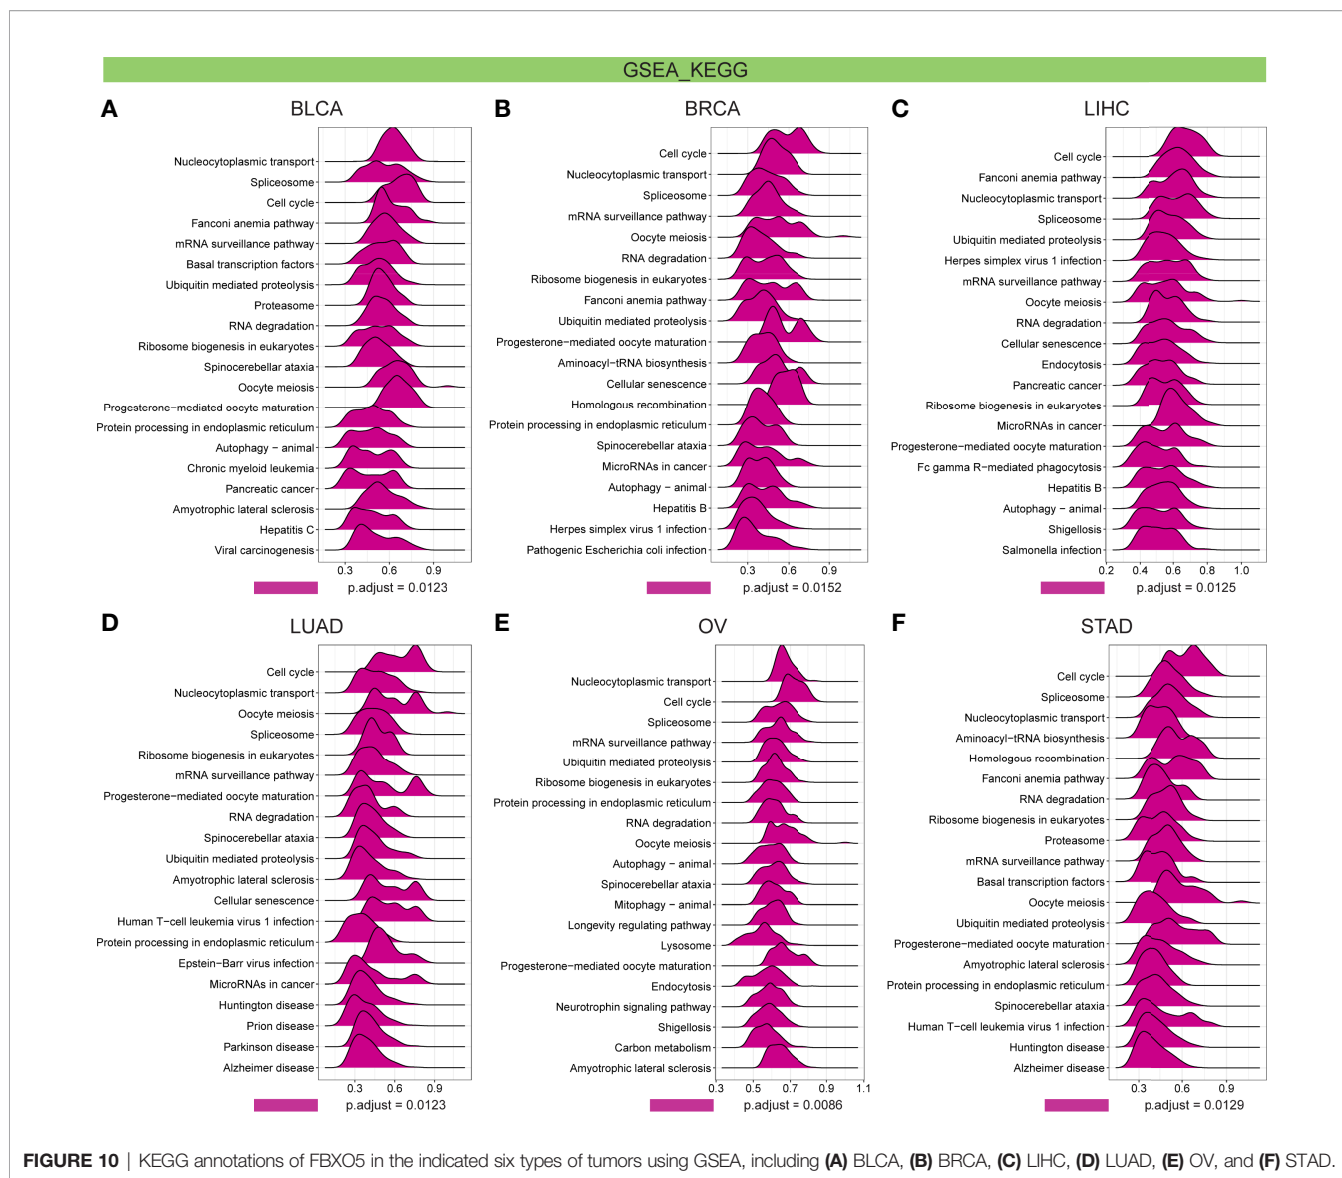 GSEA_KEGG
A
BLCA
Nucleocytoplasmic transport
Spliceosome
Cell cycle
Fanconi anemia pathway
mRNA surveillance pathway
Basal transcription factors
Ubiquitin mediated proteolysis
Proteasome
RNA degradation
Ribosome biogenesis in eukaryotes
Spinocerebellar ataxia
Oocyte meiosis
Progesterone−mediated oocyte maturation
Protein processing in endoplasmic reticulum
Autophagy − animal
Chronic myeloid leukemia
Pancreatic cancer
Amyotrophic lateral sclerosis
Hepatitis C
Viral carcinogenesis
0.3 0.6 0.9
p.adjust = 0.0123
B
BRCA
Cell cycle
Nucleocytoplasmic transport
Spliceosome
mRNA surveillance pathway
Oocyte meiosis
RNA degradation
Ribosome biogenesis in eukaryotes
Fanconi anemia pathway
Ubiquitin mediated proteolysis
Progesterone−mediated oocyte maturation
Aminoacyl−tRNA biosynthesis
Cellular senescence
Homologous recombination
Protein processing in endoplasmic reticulum
Spinocerebellar ataxia
MicroRNAs in cancer
Autophagy − animal
Hepatitis B
Herpes simplex virus 1 infection
Pathogenic Escherichia coli infection
0.3 0.6 0.9
p.adjust = 0.0152
C
LIHC
Cell cycle
Fanconi anemia pathway
Nucleocytoplasmic transport
Spliceosome
Ubiquitin mediated proteolysis
Herpes simplex virus 1 infection
mRNA surveillance pathway
Oocyte meiosis
RNA degradation
Cellular senescence
Endocytosis
Pancreatic cancer
Ribosome biogenesis in eukaryotes
MicroRNAs in cancer
Progesterone−mediated oocyte maturation
Fc gamma R−mediated phagocytosis
Hepatitis B
Autophagy − animal
Shigellosis
Salmonella infection
0.2 0.4 0.6 0.8 1.0
p.adjust = 0.0125
D
LUAD
Cell cycle
Nucleocytoplasmic transport
Oocyte meiosis
Spliceosome
Ribosome biogenesis in eukaryotes
mRNA surveillance pathway
Progesterone−mediated oocyte maturation
RNA degradation
Spinocerebellar ataxia
Ubiquitin mediated proteolysis
Amyotrophic lateral sclerosis
Cellular senescence
Human T−cell leukemia virus 1 infection
Protein processing in endoplasmic reticulum
Epstein−Barr virus infection
MicroRNAs in cancer
Huntington disease
Prion disease
Parkinson disease
Alzheimer disease
0.3 0.6 0.9
p.adjust = 0.0123
E
OV
Nucleocytoplasmic transport
Cell cycle
Spliceosome
mRNA surveillance pathway
Ubiquitin mediated proteolysis
Ribosome biogenesis in eukaryotes
Protein processing in endoplasmic reticulum
RNA degradation
Oocyte meiosis
Autophagy − animal
Spinocerebellar ataxia
Mitophagy − animal
Longevity regulating pathway
Lysosome
Progesterone−mediated oocyte maturation
Endocytosis
Neurotrophin signaling pathway
Shigellosis
Carbon metabolism
Amyotrophic lateral sclerosis
0.3 0.5 0.7 0.9 1.1
p.adjust = 0.0086
F
STAD
Cell cycle
Spliceosome
Nucleocytoplasmic transport
Aminoacyl−tRNA biosynthesis
Homologous recombination
Fanconi anemia pathway
RNA degradation
Ribosome biogenesis in eukaryotes
Proteasome
mRNA surveillance pathway
Basal transcription factors
Oocyte meiosis
Ubiquitin mediated proteolysis
Progesterone−mediated oocyte maturation
Amyotrophic lateral sclerosis
Protein processing in endoplasmic reticulum
Spinocerebellar ataxia
Human T−cell leukemia virus 1 infection
Huntington disease
Alzheimer disease
0.3 0.6 0.9
p.adjust = 0.0129
FIGURE 10 | KEGG annotations of FBXO5 in the indicated six types of tumors using GSEA, including (A) BLCA, (B) BRCA, (C) LIHC, (D) LUAD, (E) OV, and (F) STAD.